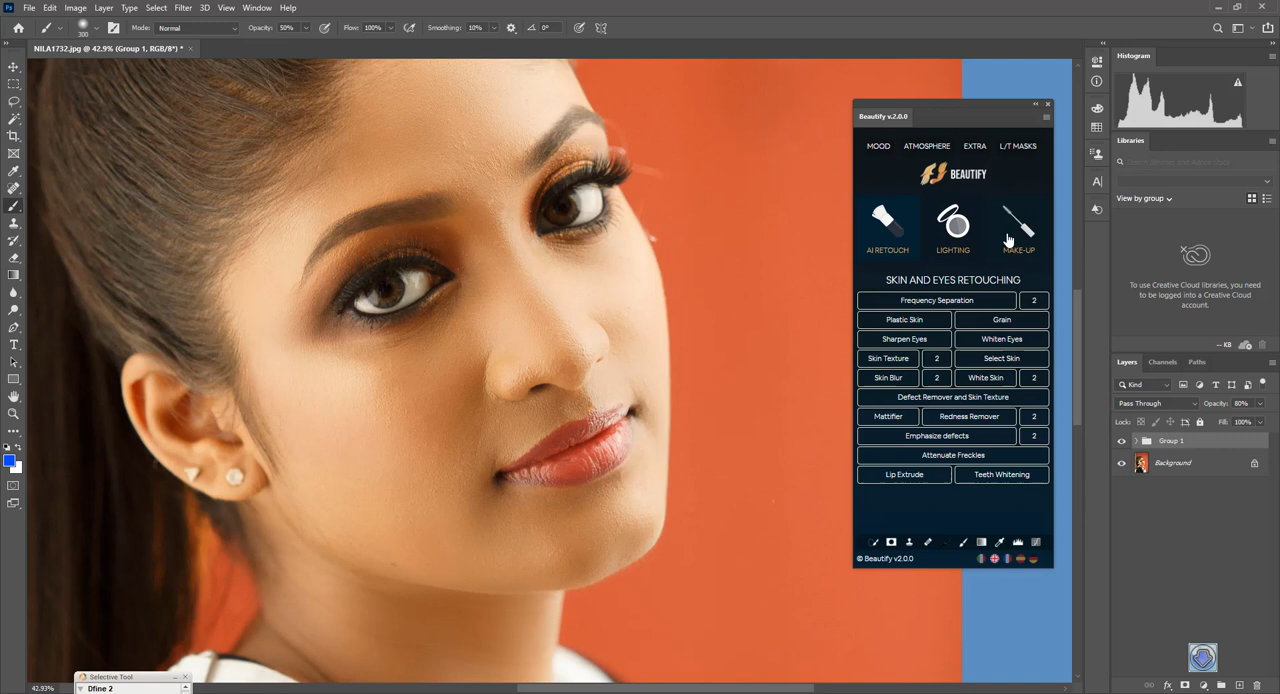 Ps File Edit Image Layer Type Select Filter 3D View Window Help
300 Mode: Normal Opacity: 50% Flow: 100% Smoothing: 10% 0°
NILA1732.jpg @ 42.9% (Group 1, RGB/8*) *
Histogram
Libraries
View by group
To use Creative Cloud libraries, you
need to be logged into a Creative Cloud
account.
-- KB
Layers Channels Paths
Kind
Pass Through Opacity: 80%
Lock: Fill: 100%
Group 1
Background
Beautify v.2.0.0
MOOD ATMOSPHERE EXTRA L/T MASKS
BEAUTIFY
AI RETOUCH LIGHTING MAKE-UP
SKIN AND EYES RETOUCHING
Frequency Separation 2
Plastic Skin Grain
Sharpen Eyes Whiten Eyes
Skin Texture 2 Select Skin
Skin Blur 2 White Skin 2
Defect Remover and Skin Texture
Mattifier Redness Remover 2
Emphasize defects 2
Attenuate Freckles
Lip Extrude Teeth Whitening
© Beautify v2.0.0
Selective Tool
Dfine 2
42.93%